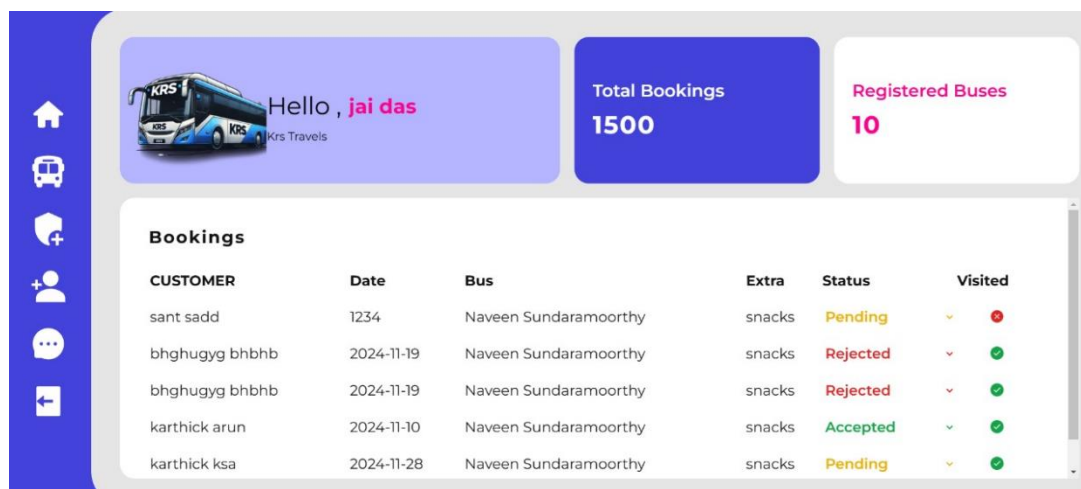 KRS
KRS
KRS
Hello , jai das
Krs Travels
Total Bookings
1500
Registered Buses
10
Bookings
CUSTOMER Date Bus Extra Status Visited
sant sadd 1234 Naveen Sundaramoorthy snacks Pending
bhghugyg bhbhb 2024-11-19 Naveen Sundaramoorthy snacks Rejected
bhghugyg bhbhb 2024-11-19 Naveen Sundaramoorthy snacks Rejected
karthick arun 2024-11-10 Naveen Sundaramoorthy snacks Accepted
karthick ksa 2024-11-28 Naveen Sundaramoorthy snacks Pending